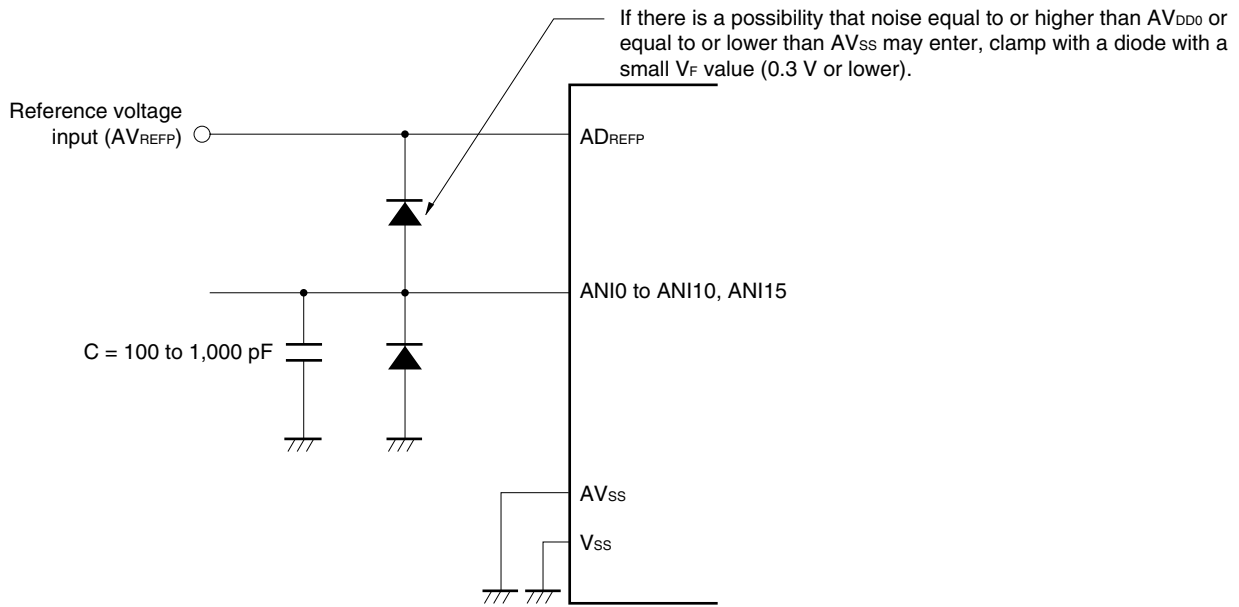 If there is a possibility that noise equal to or higher than AVDD0 or
equal to or lower than AVSS may enter, clamp with a diode with a
small VF value (0.3 V or lower).
Reference voltage
input (AVREFP)
ADREFP
ANI0 to ANI10, ANI15
C = 100 to 1,000 pF
AVSS
VSS